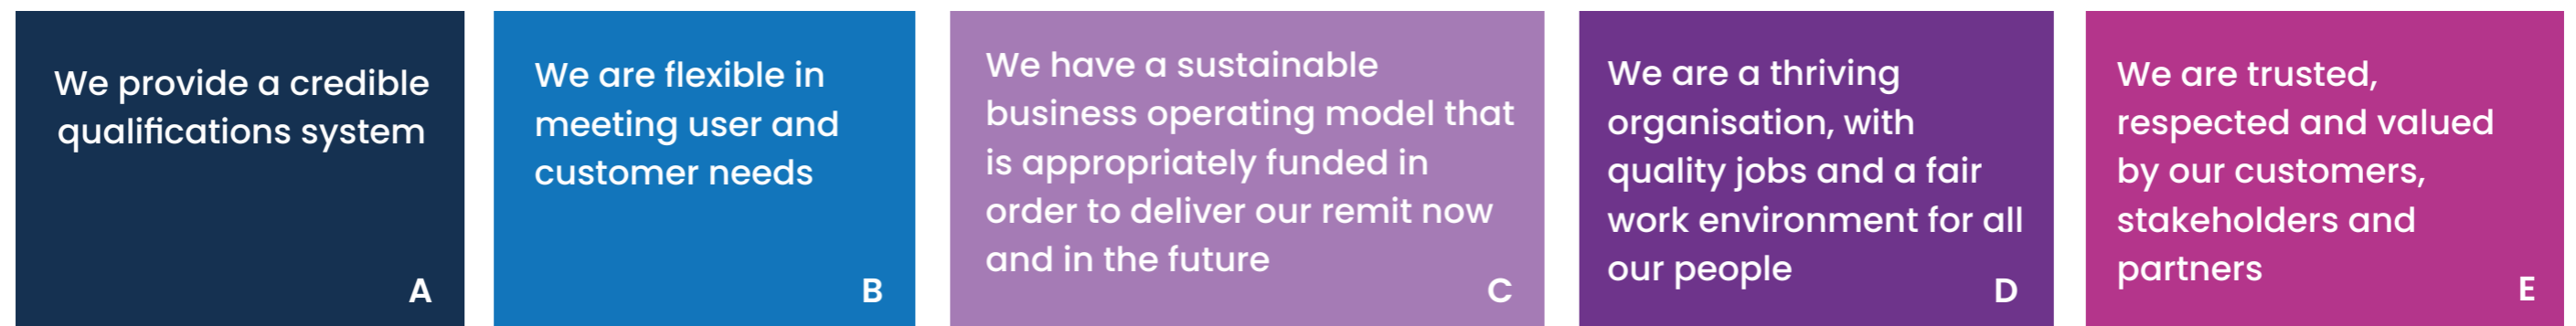 We provide a credible
qualifications system
A
We are flexible in
meeting user and
customer needs
B
We have a sustainable
business operating model that
is appropriately funded in
order to deliver our remit now
and in the future
C
We are a thriving
organisation, with
quality jobs and a fair
work environment for all
our people
D
We are trusted,
respected and valued
by our customers,
stakeholders and
partners
E